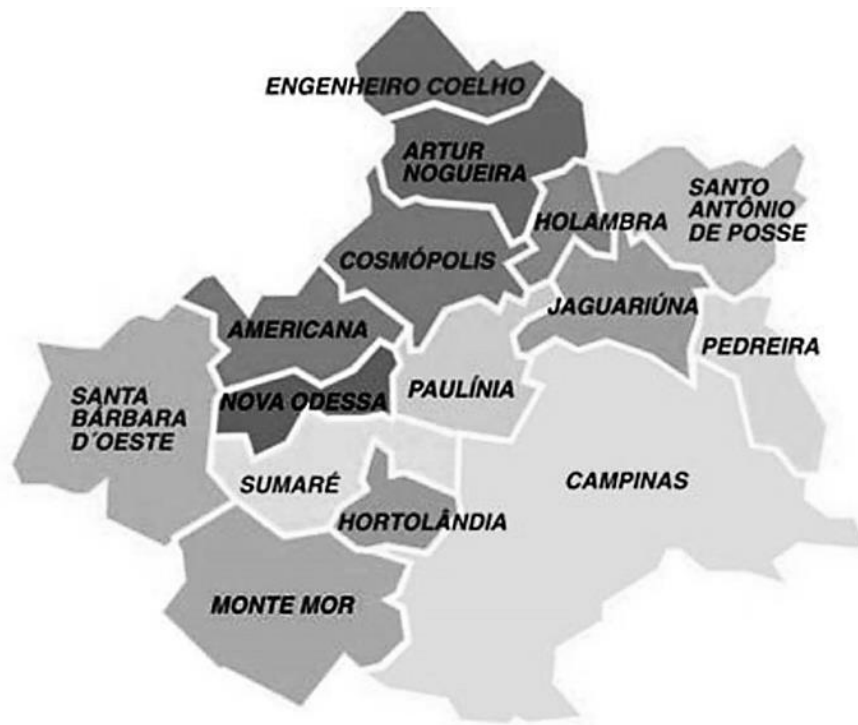 ENGENHEIRO COELHO
ARTUR
NOGUEIRA
SANTO
ANTÔNIO
DE POSSE
HOLAMBRA
COSMÓPOLIS
JAGUARIÚNA
AMERICANA
PEDREIRA
PAULÍNIA
NOVA ODESSA
SANTA
BÁRBARA
D´OESTE
SUMARÉ
CAMPINAS
HORTOLÂNDIA
MONTE MOR